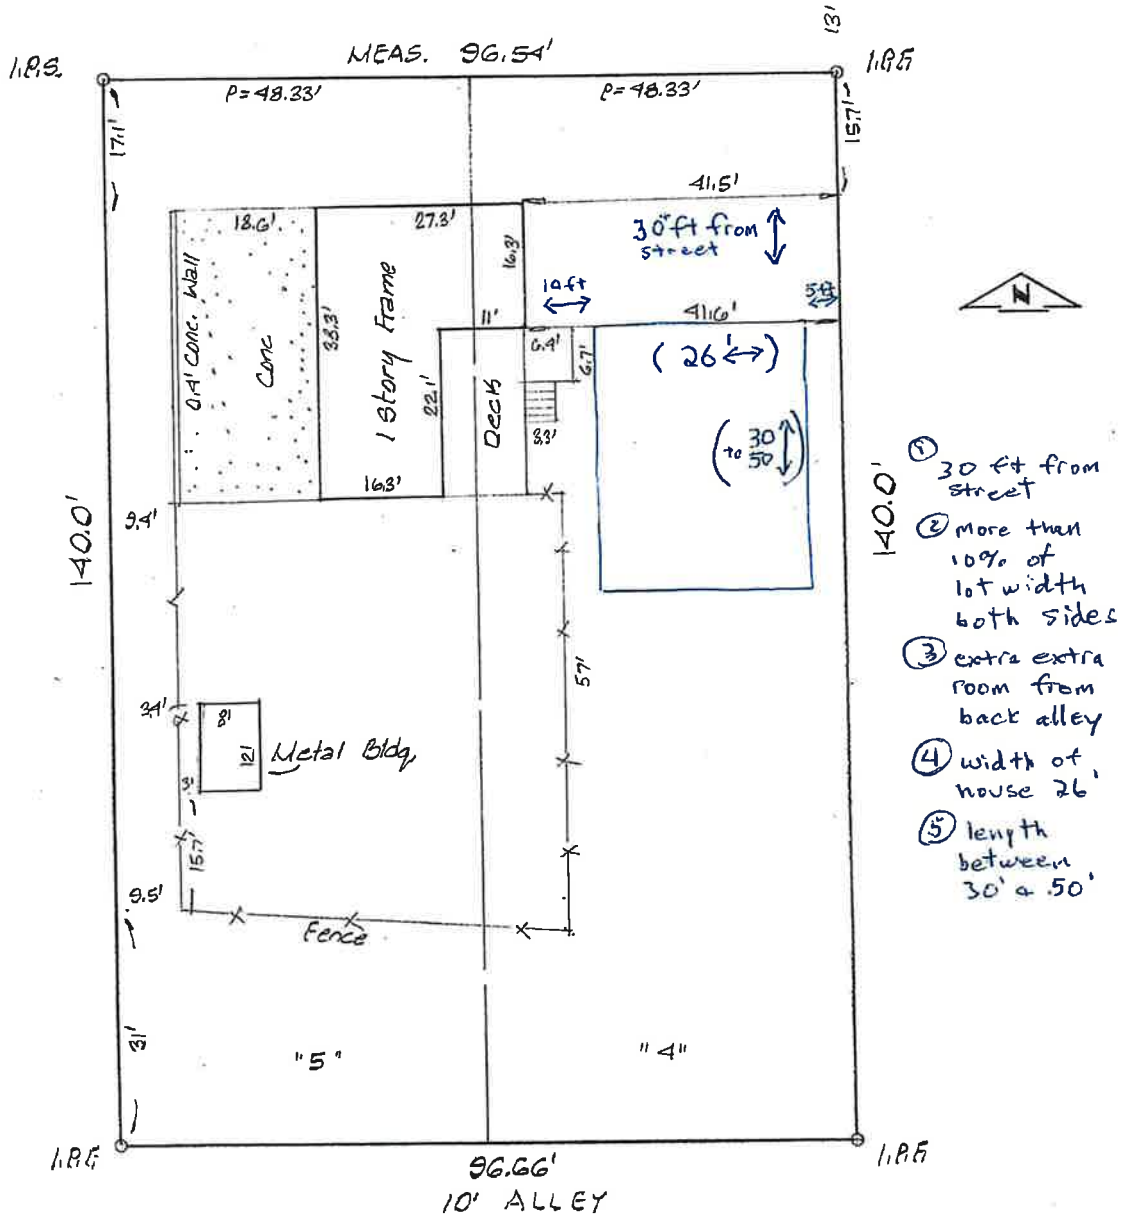 13'
I.P.S.
MEAS. 96.54'
I.P.F.
P=48.33'
P=48.33'
17.1'
15.7'
41.5'
18.6'
27.3'
16.3'
30 ft from
street
10 ft
5 ft
0.4' Conc. Wall
Conc
33.3'
1 Story Frame
11'
41.6'
6.4'
6.7'
(26' ↔)
N
22.1'
Deck
3.3'
(to 30
50 ↕)
16.3'
9.4'
140.0'
140.0'
① 30 ft from
street
② more than
10% of
lot width
both sides
③ extra extra
room from
back alley
④ width of
house 26'
⑤ length
between
30' & 50'
57'
3.4'
8'
12'
Metal Bldg.
3'
15.7'
9.5'
Fence
31'
"5"
"4"
I.P.F.
96.66'
I.P.F.
10' ALLEY